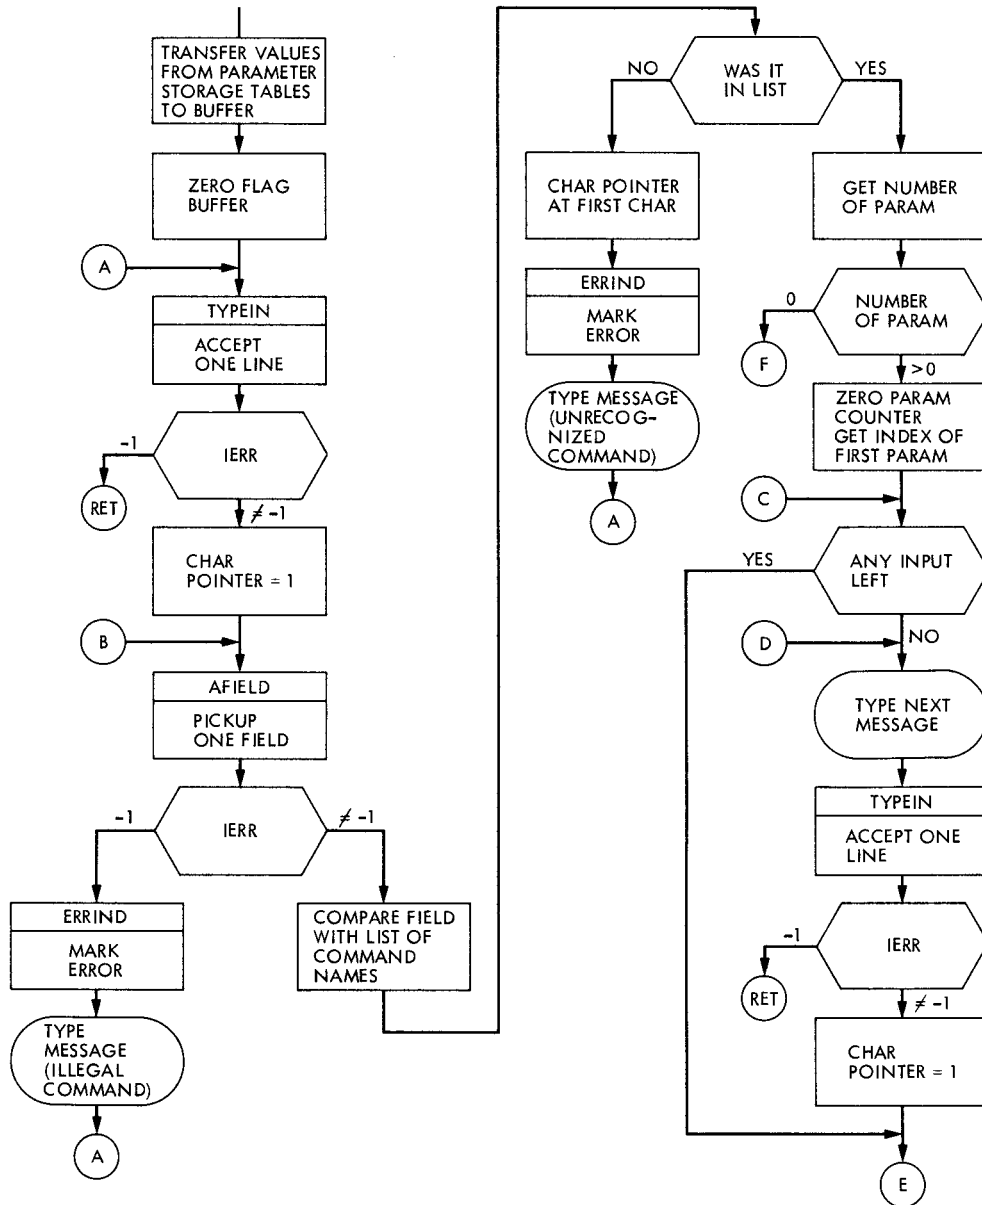 TRANSFER VALUES
FROM PARAMETER
STORAGE TABLES
TO BUFFER
ZERO FLAG
BUFFER
A
TYPEIN
ACCEPT
ONE LINE
-1
IERR
RET
≠ -1
CHAR
POINTER = 1
B
AFIELD
PICKUP
ONE FIELD
-1
IERR
≠ -1
ERRIND
MARK
ERROR
TYPE
MESSAGE
(ILLEGAL
COMMAND)
A
COMPARE FIELD
WITH LIST OF
COMMAND
NAMES
NO
WAS IT
IN LIST
YES
CHAR POINTER
AT FIRST CHAR
ERRIND
MARK
ERROR
TYPE MESSAGE
(UNRECOG-
NIZED
COMMAND)
A
GET NUMBER
OF PARAM
0
NUMBER
OF PARAM
F
>0
ZERO PARAM
COUNTER
GET INDEX OF
FIRST PARAM
C
YES
ANY INPUT
LEFT
D
NO
TYPE NEXT
MESSAGE
TYPEIN
ACCEPT ONE
LINE
-1
IERR
RET
≠ -1
CHAR
POINTER = 1
E